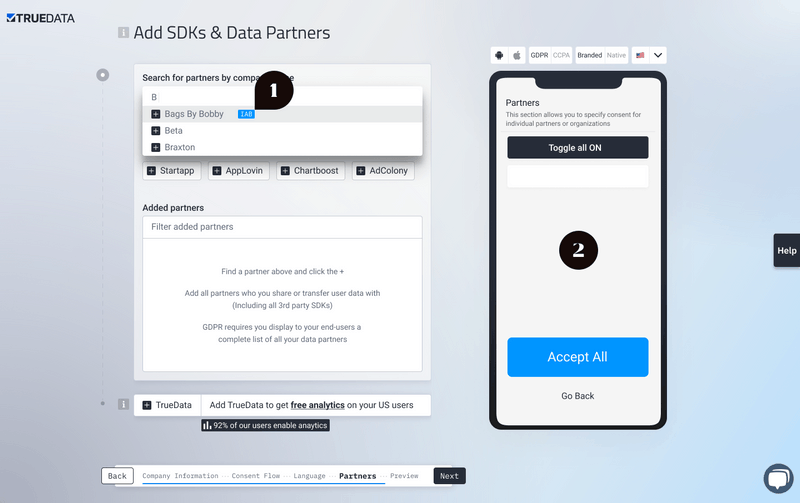 TRUEDATA
i Add SDKs & Data Partners
Search for partners by compa e
1
B
Bags By Bobby IAB
Beta
Braxton
Startapp AppLovin Chartboost AdColony
Added partners
Filter added partners
Find a partner above and click the +
Add all partners who you share or transfer user data with
(Including all 3rd party SDKs)
GDPR requires you display to your end-users a
complete list of all your data partners
i TrueData Add TrueData to get free analytics on your US users
92% of our users enable anaytics
Back Company Information Consent Flow Language Partners Preview Next
GDPR CCPA Branded Native
Partners
This section allows you to specify consent for
individual partners or organizations
Toggle all ON
2
Accept All
Go Back
Help